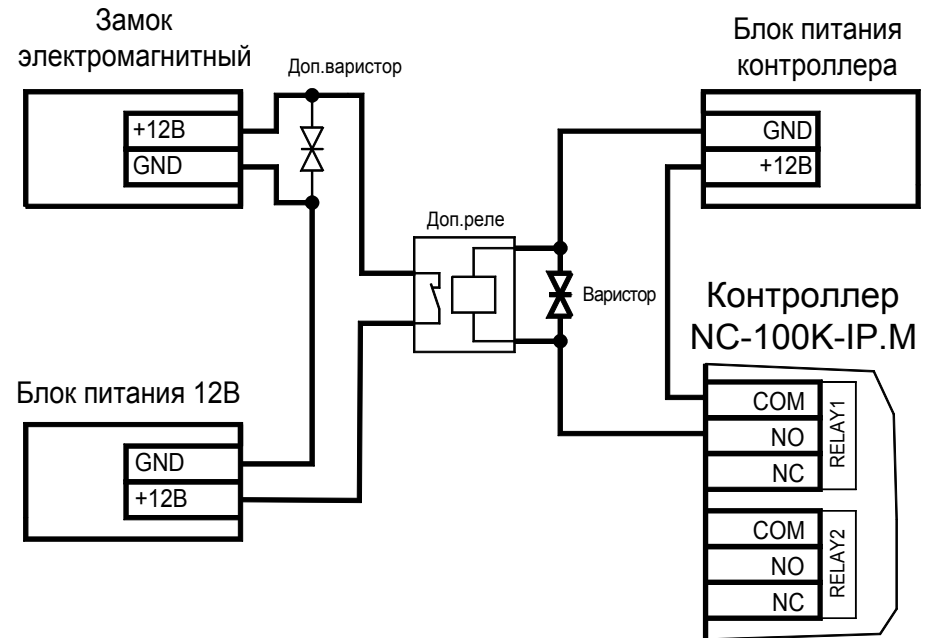 Замок
электромагнитный
+12В
GND
Доп.варистор
Блок питания
контроллера
GND
+12В
Доп.реле
Варистор
Контроллер
NC-100K-IP.M
COM
NO
NC
RELAY1
COM
NO
NC
RELAY2
Блок питания 12В
GND
+12В